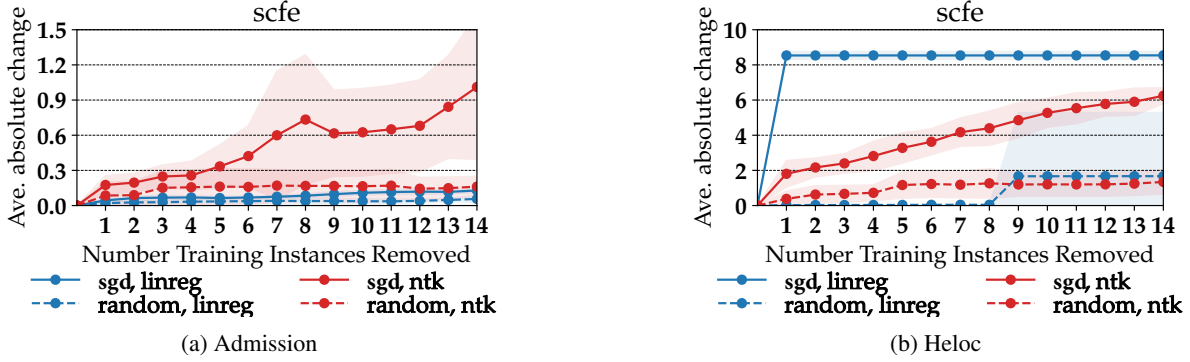 scfe
Ave. absolute change
1.5
1.2
0.9
0.6
0.3
0.0
1 2 3 4 5 6 7 8 9 10 11 12 13 14
Number Training Instances Removed
sgd, linreg
random, linreg
sgd, ntk
random, ntk
(a) Admission
scfe
Ave. absolute change
10
8
6
4
2
0
1 2 3 4 5 6 7 8 9 10 11 12 13 14
Number Training Instances Removed
sgd, linreg
random, linreg
sgd, ntk
random, ntk
(b) Heloc